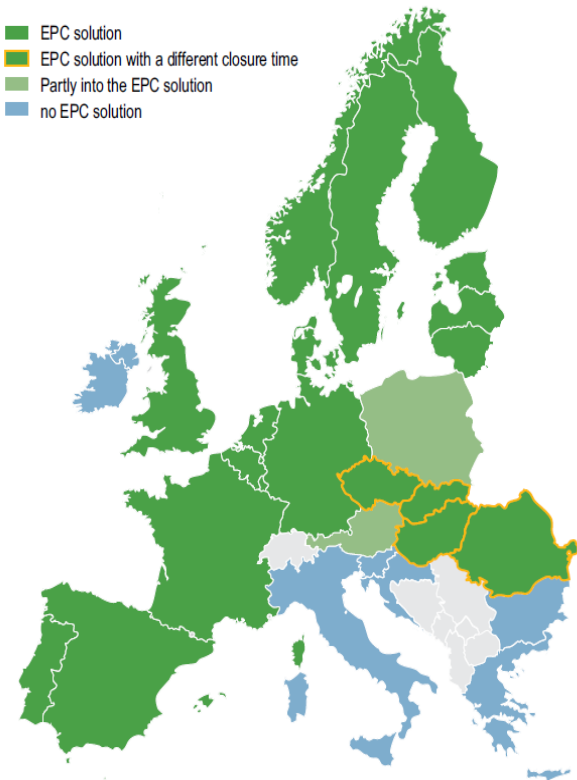 EPC solution
EPC solution with a different closure time
Partly into the EPC solution
no EPC solution